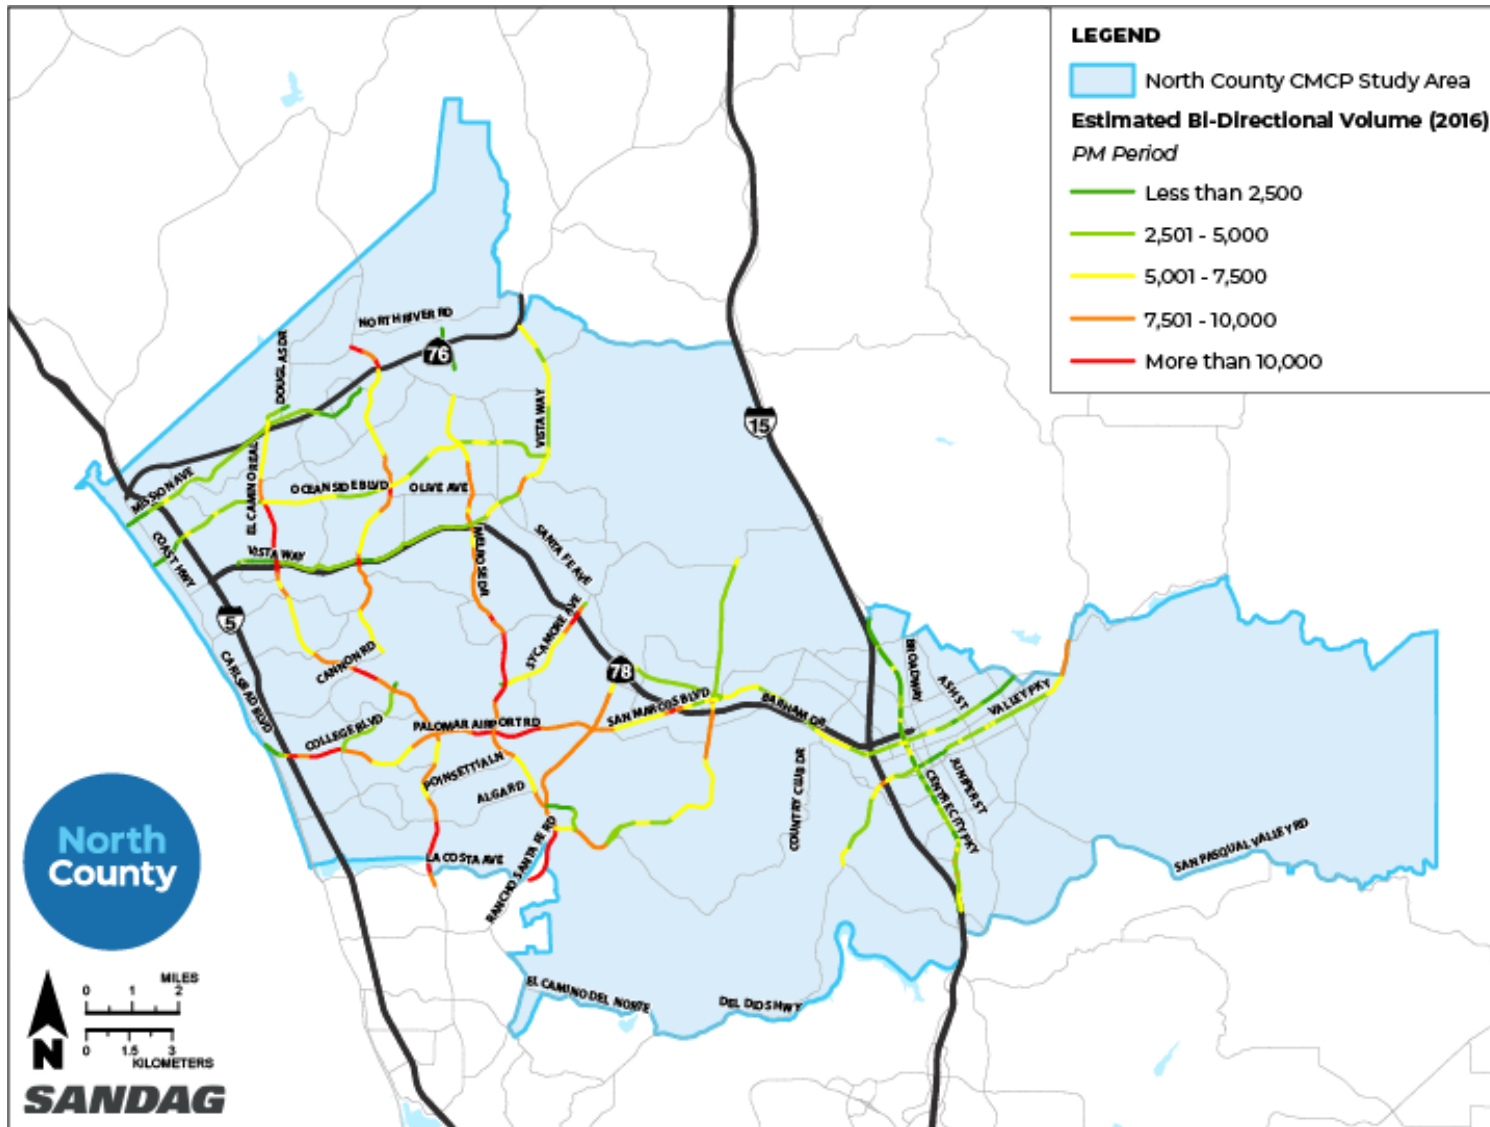 LEGEND
North County CMCP Study Area
Estimated Bi-Directional Volume (2016)
PM Period
Less than 2,500
2,501 - 5,000
5,001 - 7,500
7,501 - 10,000
More than 10,000
NORTH RIVER RD
76
DOUGLAS DR
15
VISTA WAY
EL CAMINO REAL
MISSION AVE
OCEANSIDE BLVD
OLIVE AVE
COAST HWY
VISTA WAY
MELROSE DR
SANTA FE AVE
SYCAMORE AVE
5
CANNON RD
78
CARLSBAD BLVD
COLLEGE BLVD
PALOMAR AIRPORT RD
SAN MARCOS BLVD
BARHAM DR
BROADWAY
ASH ST
VALLEY PKY
POINSETTIA LN
ALGA RD
COUNTRY CLUB DR
JUNIPER ST
CENTRE CITY PKY
LA COSTA AVE
RANCHO SANTA FE RD
SAN PASQUAL VALLEY RD
EL CAMINO DEL NORTE
DEL DIOS HWY
North
County
MILES
0 1 2
0 1.5 3
KILOMETERS
N
SANDAG